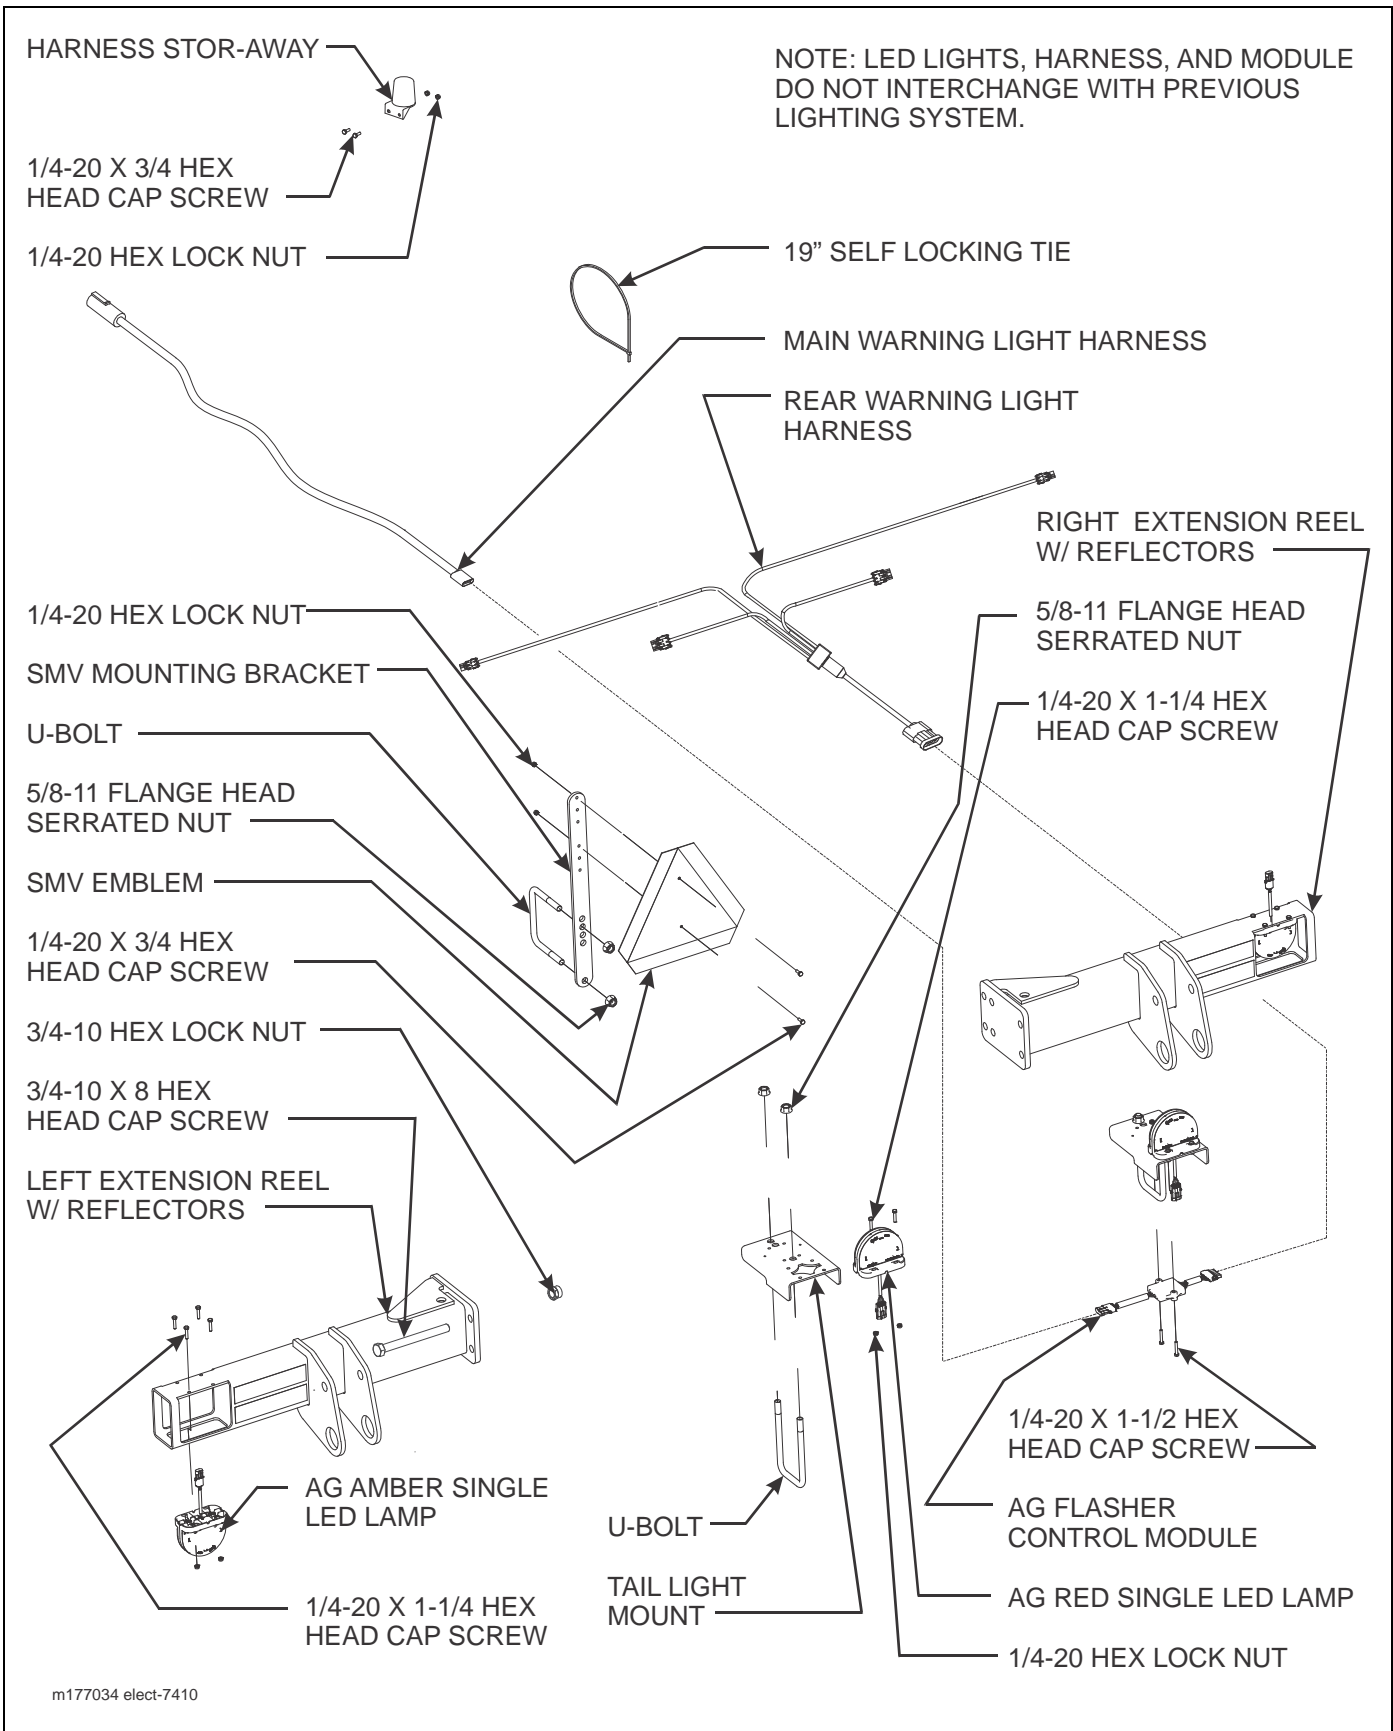 HARNESS STOR-AWAY
NOTE: LED LIGHTS, HARNESS, AND MODULE
DO NOT INTERCHANGE WITH PREVIOUS
LIGHTING SYSTEM.
1/4-20 X 3/4 HEX
HEAD CAP SCREW
1/4-20 HEX LOCK NUT
19” SELF LOCKING TIE
MAIN WARNING LIGHT HARNESS
REAR WARNING LIGHT
HARNESS
RIGHT EXTENSION REEL
W/ REFLECTORS
1/4-20 HEX LOCK NUT
5/8-11 FLANGE HEAD
SERRATED NUT
SMV MOUNTING BRACKET
1/4-20 X 1-1/4 HEX
HEAD CAP SCREW
U-BOLT
5/8-11 FLANGE HEAD
SERRATED NUT
SMV EMBLEM
1/4-20 X 3/4 HEX
HEAD CAP SCREW
3/4-10 HEX LOCK NUT
3/4-10 X 8 HEX
HEAD CAP SCREW
LEFT EXTENSION REEL
W/ REFLECTORS
1/4-20 X 1-1/2 HEX
HEAD CAP SCREW
AG AMBER SINGLE
LED LAMP
U-BOLT
AG FLASHER
CONTROL MODULE
TAIL LIGHT
MOUNT
AG RED SINGLE LED LAMP
1/4-20 X 1-1/4 HEX
HEAD CAP SCREW
1/4-20 HEX LOCK NUT
m177034 elect-7410